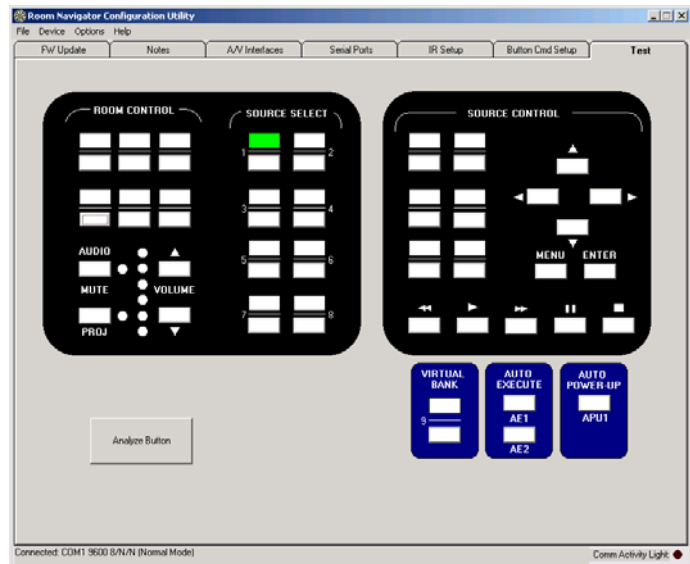 Room Navigator Configuration Utility
File Device Options Help
FW Update Notes A/V Interfaces Serial Ports IR Setup Button Cmd Setup Test
ROOM CONTROL SOURCE SELECT SOURCE CONTROL
1 2
3 4
AUDIO
5 6
MENU ENTER
MUTE VOLUME
7 8
PROJ
VIRTUAL BANK
9
AUTO EXECUTE
AE1
AE2
AUTO POWER-UP
APU1
Analyze Button
Connected: COM1 9600 8/N/N (Normal Mode) Comm Activity Light: